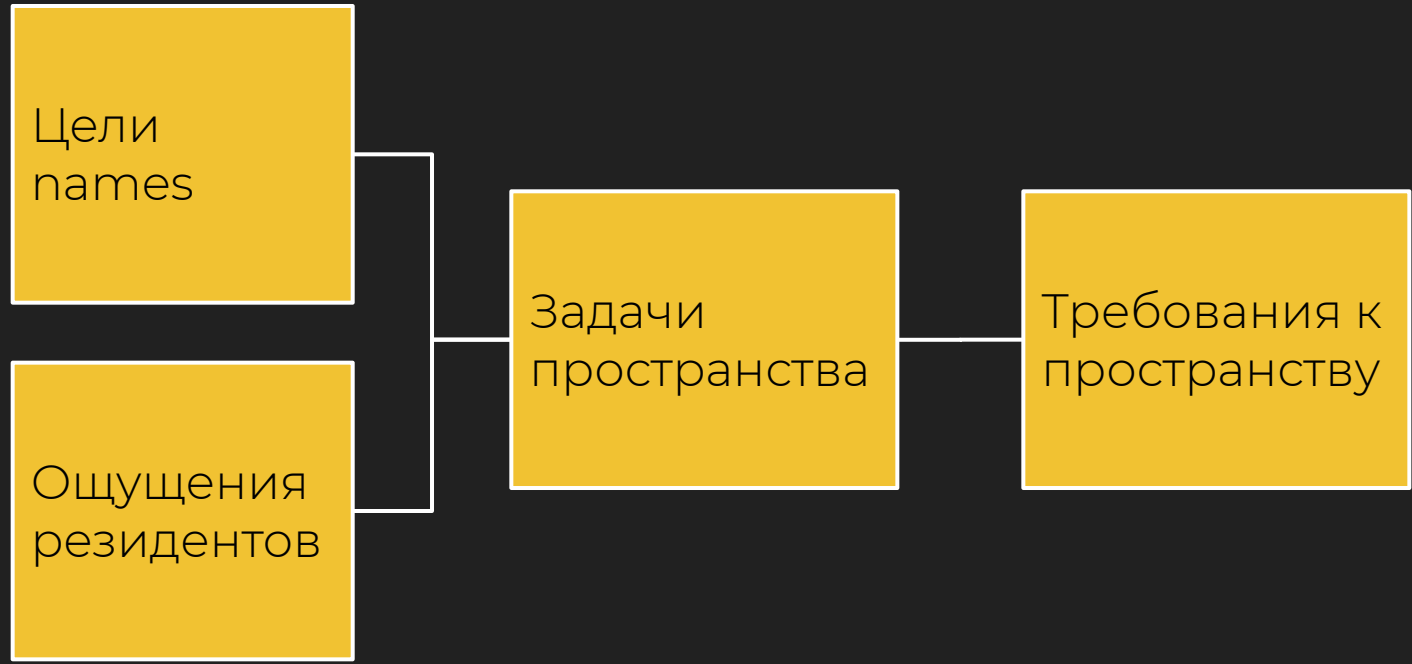 Цели
names
Ощущения
резидентов
Задачи
пространства
Требования к
пространству